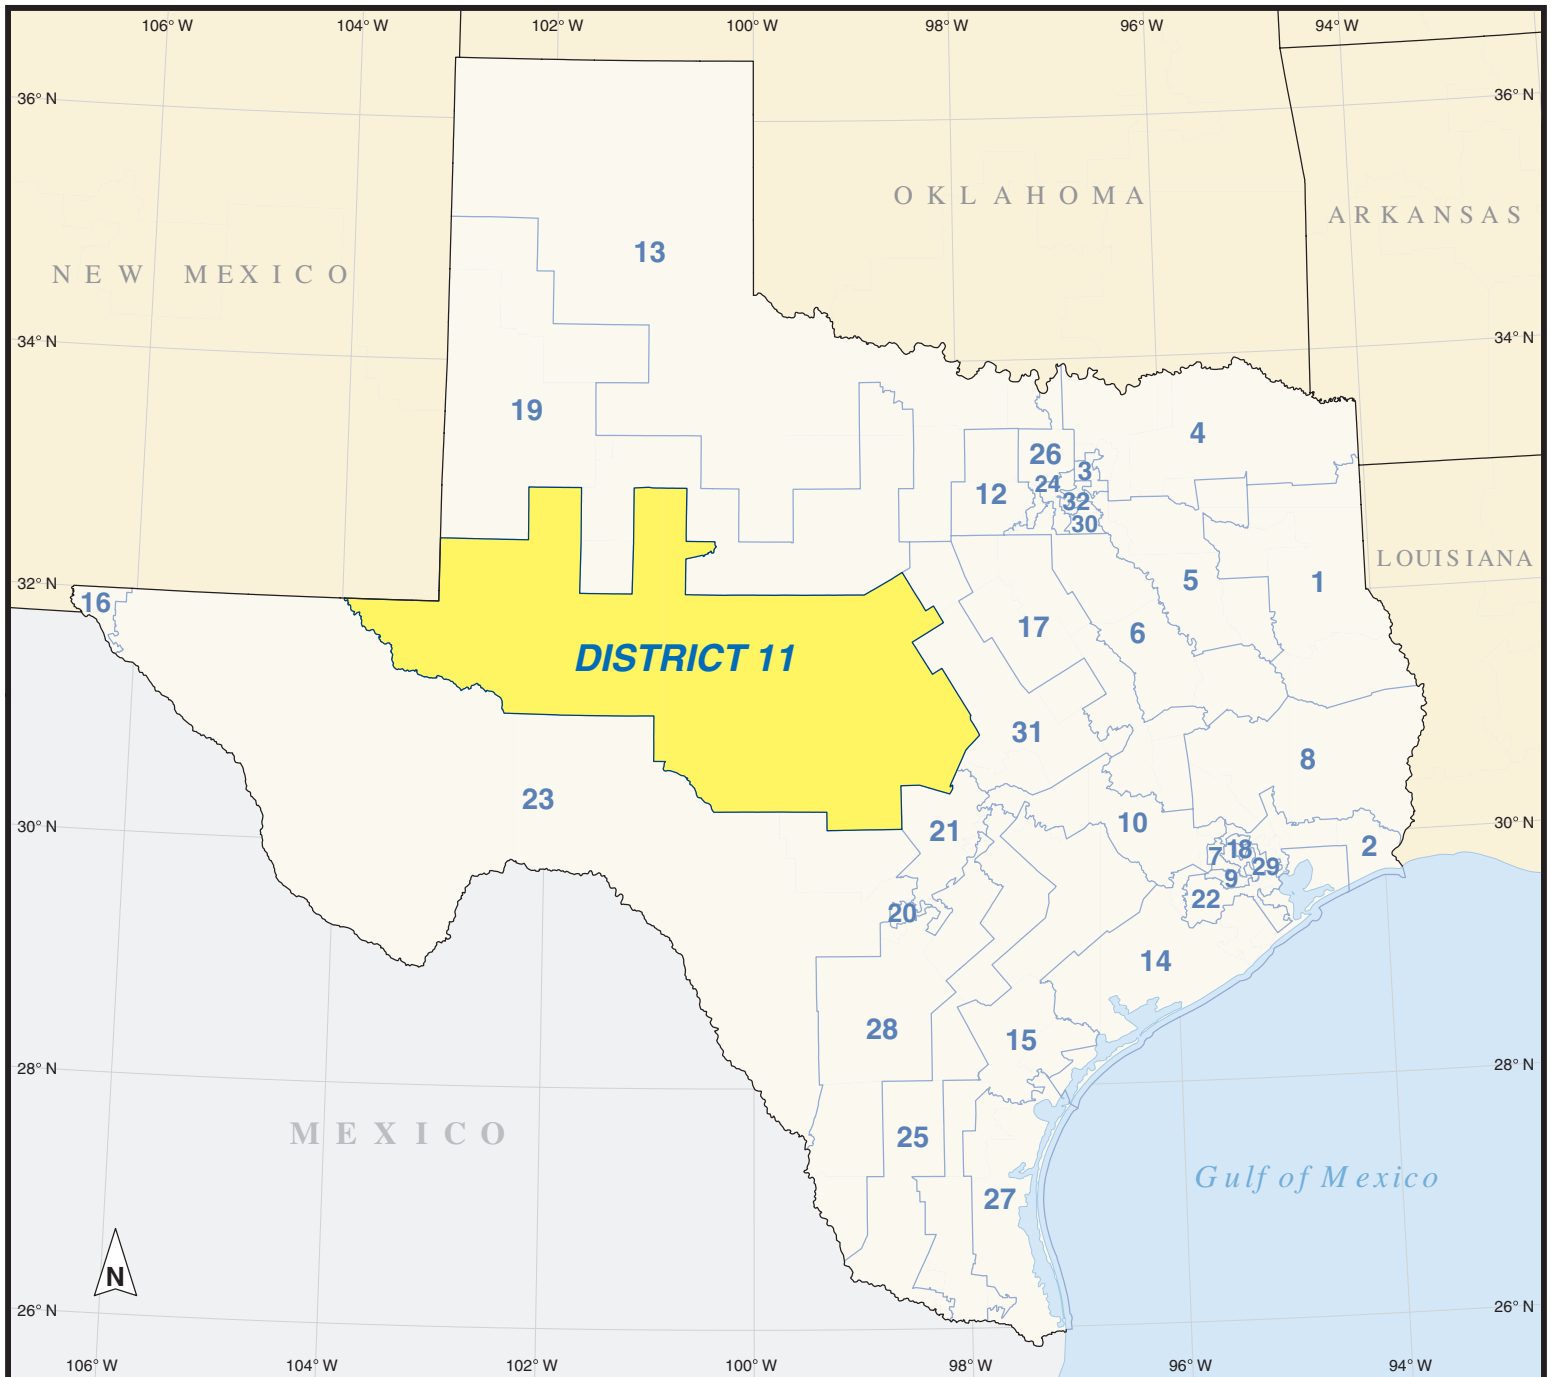 106° W 104° W 102° W 100° W 98° W 96° W 94° W
36° N 36° N
OKLAHOMA
ARKANSAS
13
NEW MEXICO
34° N 34° N
19
4
26
3
24
12
32
30
LOUISIANA
32° N 32° N
5
1
16
17
6
DISTRICT 11
31
8
23
30° N 30° N
10
21
2
18
7
29
9
22
20
14
28
15
28° N 28° N
MEXICO
25
Gulf of Mexico
27
N
26° N 26° N
106° W 104° W 102° W 100° W 98° W 96° W 94° W